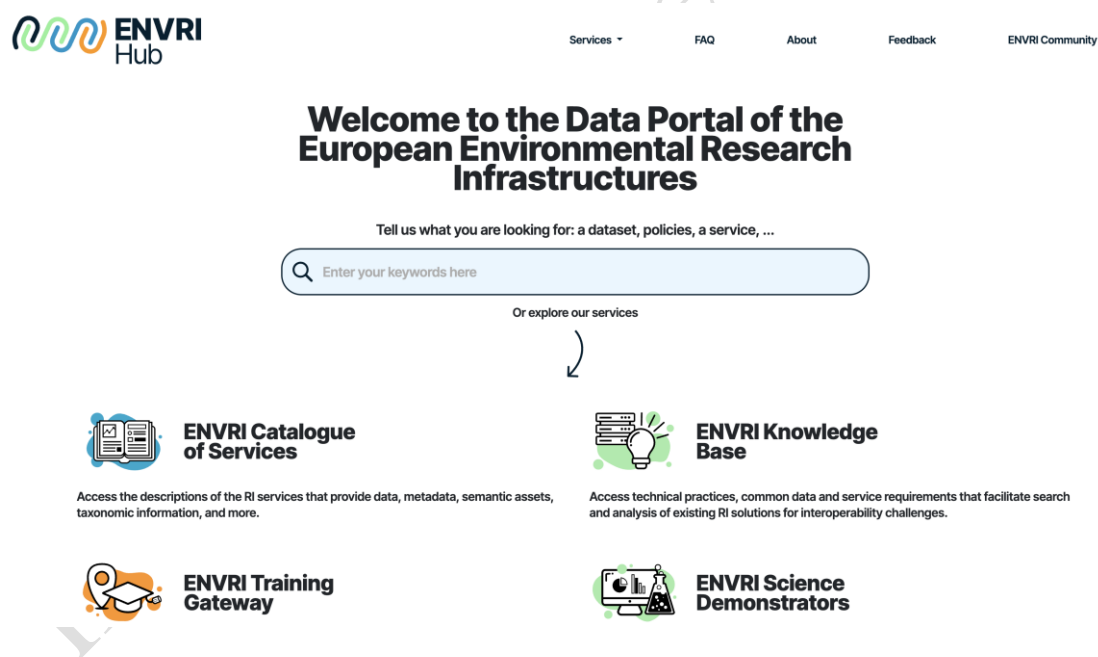 ENVRI
Hub
Services
FAQ
About
Feedback
ENVRI Community
Welcome to the Data Portal of the
European Environmental Research
Infrastructures
Tell us what you are looking for: a dataset, policies, a service, ...
Enter your keywords here
Or explore our services
ENVRI Catalogue
of Services
Access the descriptions of the RI services that provide data, metadata, semantic assets,
taxonomic information, and more.
ENVRI Knowledge
Base
Access technical practices, common data and service requirements that facilitate search
and analysis of existing RI solutions for interoperability challenges.
ENVRI Training
Gateway
ENVRI Science
Demonstrators